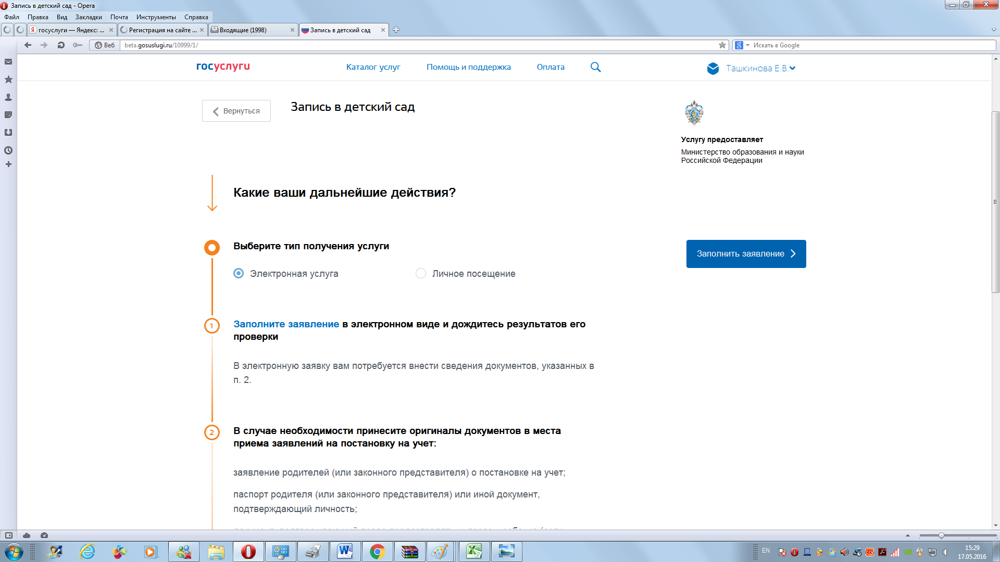 Запись в детский сад - Opera
Файл Правка Вид Закладки Почта Инструменты Справка
госуслуги — Яндекс: ... Регистрация на сайте ... Входящие (1998) Запись в детский сад
Веб beta.gosuslugi.ru/10999/1/ Искать в Google
госуслуги Каталог услуг Помощь и поддержка Оплата Ташкинова Е.В.
Вернуться Запись в детский сад
Услугу предоставляет
Министерство образования и науки
Российской Федерации
Какие ваши дальнейшие действия?
Выберите тип получения услуги
Заполнить заявление
Электронная услуга Личное посещение
1 Заполните заявление в электронном виде и дождитесь результатов его
проверки
В электронную заявку вам потребуется внести сведения документов, указанных в
п. 2.
2 В случае необходимости принесите оригиналы документов в места
приема заявлений на постановку на учет:
заявление родителей (или законного представителя) о постановке на учет;
паспорт родителя (или законного представителя) или иной документ,
подтверждающий личность;
EN 15:29
17.05.2016